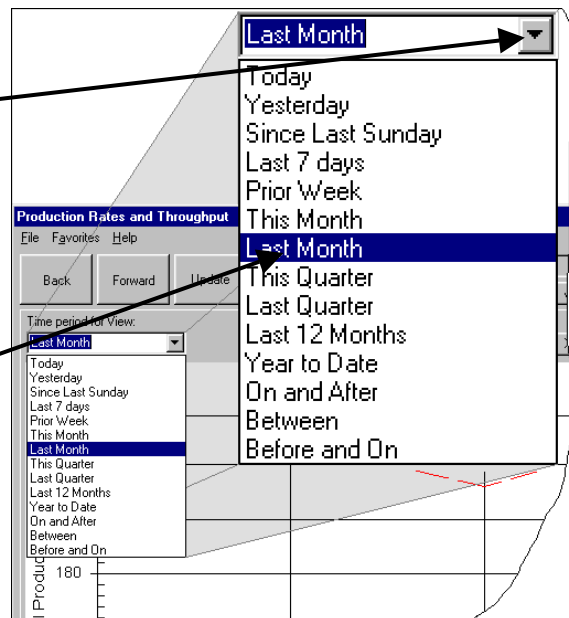 Last Month
Today
Yesterday
Since Last Sunday
Last 7 days
Prior Week
This Month
Last Month
This Quarter
Last Quarter
Last 12 Months
Year to Date
On and After
Between
Before and On
Production Rates and Throughput
File Favorites Help
Back Forward Update
Time period for View:
Last Month
Today
Yesterday
Since Last Sunday
Last 7 days
Prior Week
This Month
Last Month
This Quarter
Last Quarter
Last 12 Months
Year to Date
On and After
Between
Before and On
180